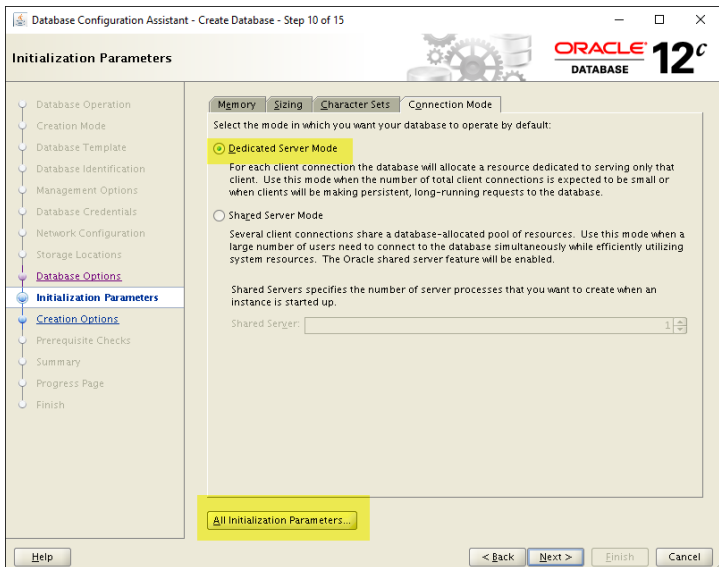 Database Configuration Assistant - Create Database - Step 10 of 15
Initialization Parameters
ORACLE
DATABASE
12c
Database Operation
Creation Mode
Database Template
Database Identification
Management Options
Database Credentials
Network Configuration
Storage Locations
Database Options
Initialization Parameters
Creation Options
Prerequisite Checks
Summary
Progress Page
Finish
Memory Sizing Character Sets Connection Mode
Select the mode in which you want your database to operate by default:
Dedicated Server Mode
For each client connection the database will allocate a resource dedicated to serving only that
client. Use this mode when the number of total client connections is expected to be small or
when clients will be making persistent, long-running requests to the database.
Shared Server Mode
Several client connections share a database-allocated pool of resources. Use this mode when a
large number of users need to connect to the database simultaneously while efficiently utilizing
system resources. The Oracle shared server feature will be enabled.
Shared Servers specifies the number of server processes that you want to create when an
instance is started up.
Shared Server: 1
All Initialization Parameters...
Help < Back Next > Finish Cancel